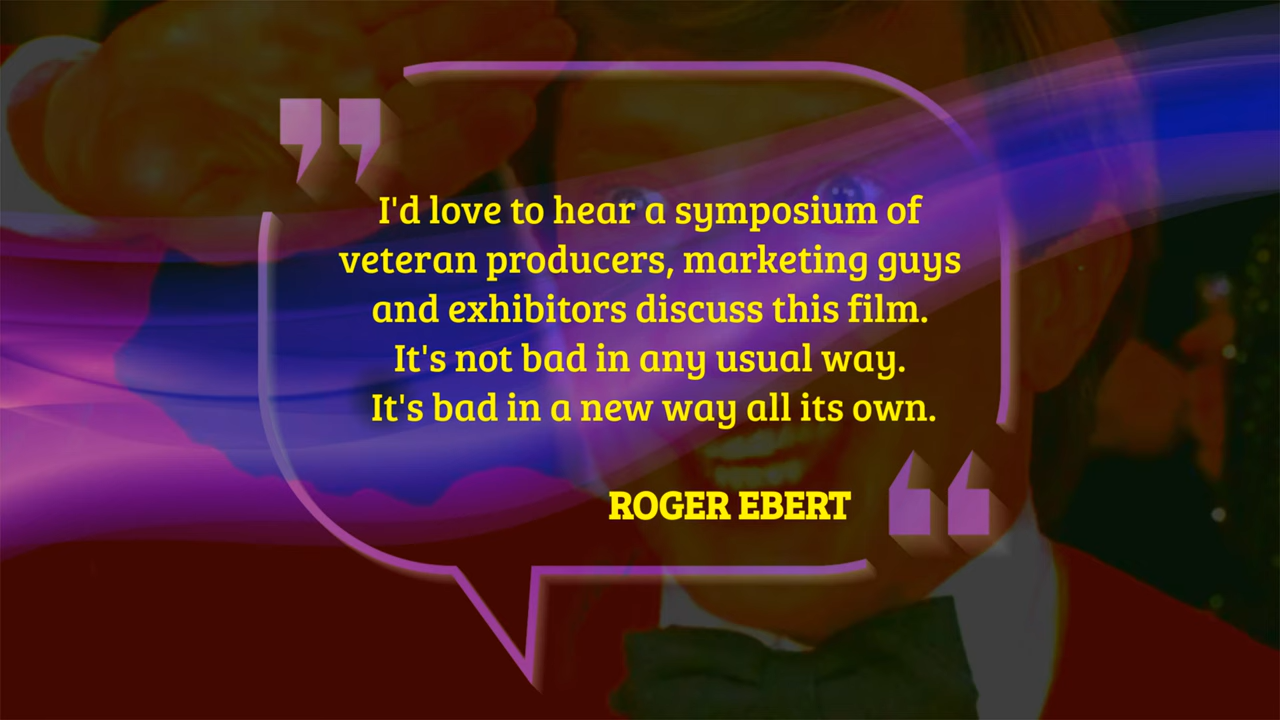 I'd love to hear a symposium of
veteran producers, marketing guys
and exhibitors discuss this film.
It's not bad in any usual way.
It's bad in a new way all its own.
ROGER EBERT